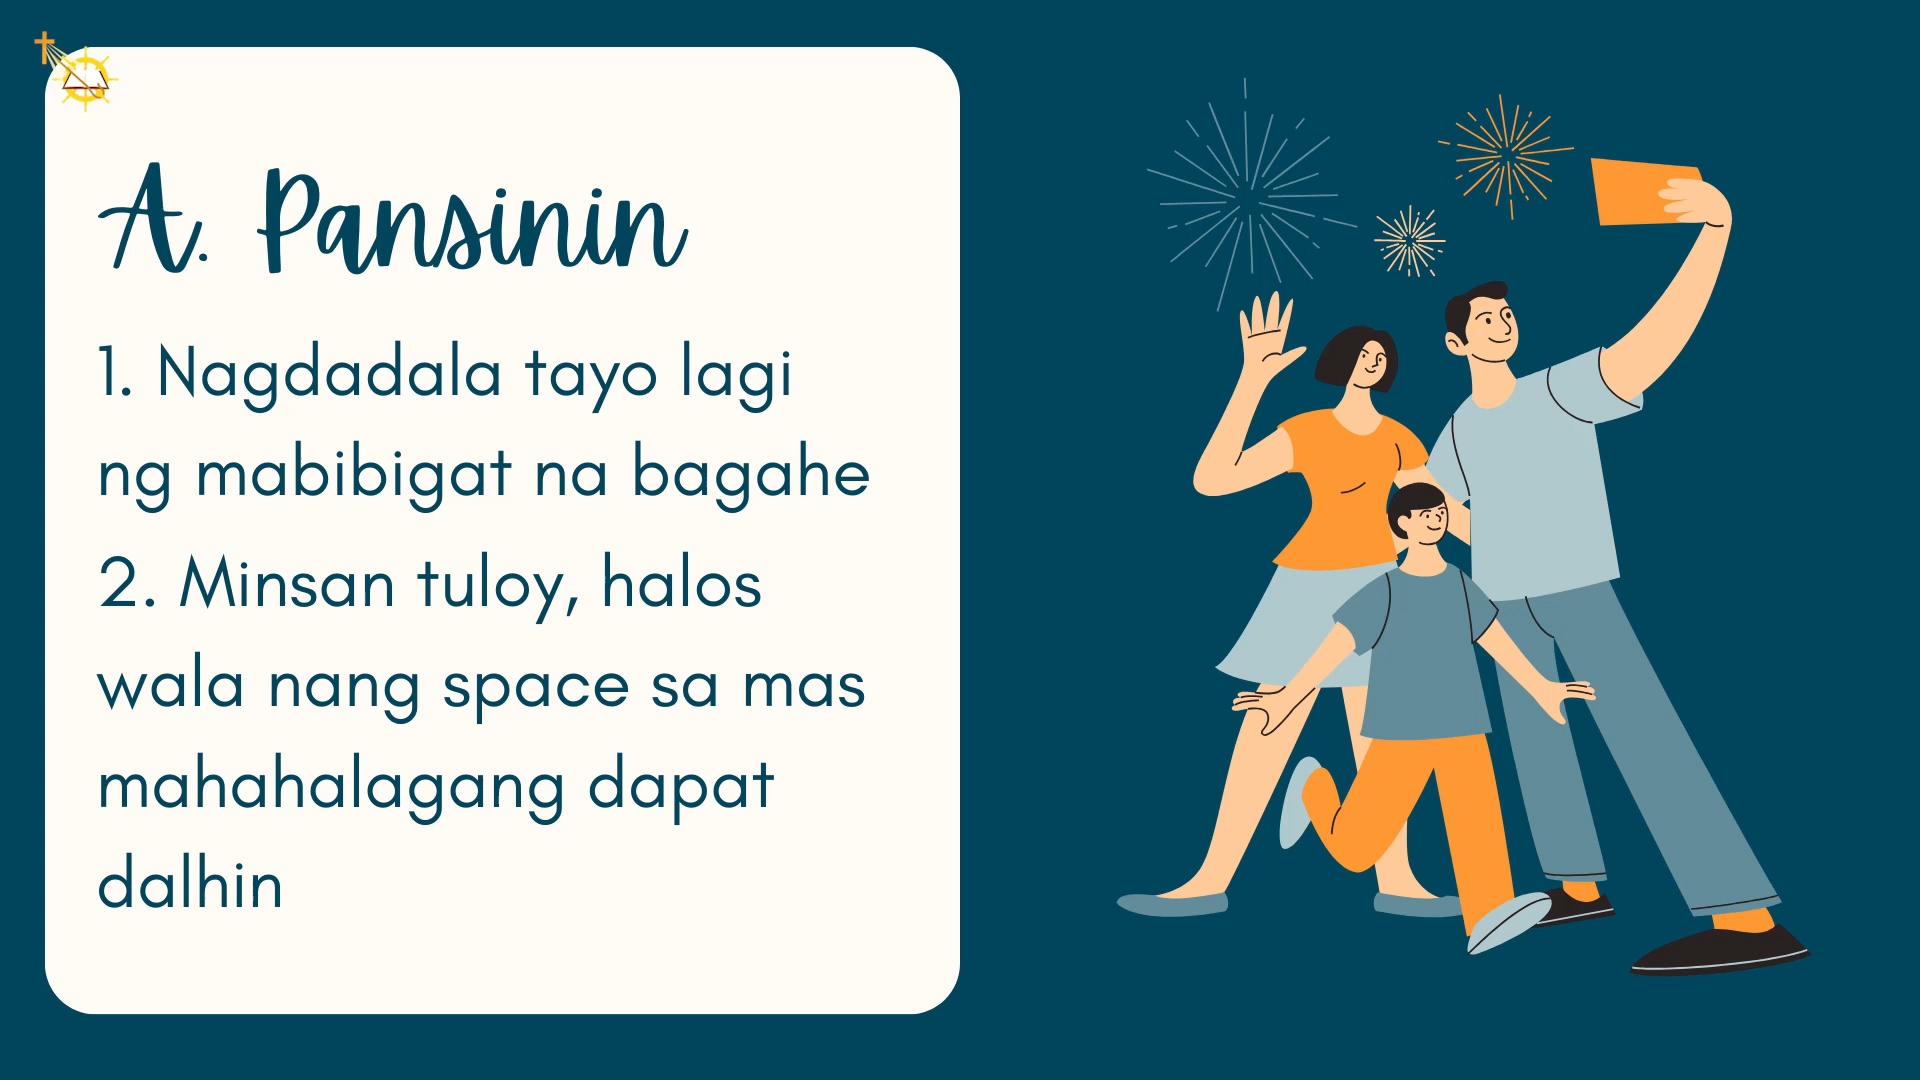 A. Pansinin
1. Nagdadala tayo lagi
ng mabibigat na bagahe
2. Minsan tuloy, halos
wala nang space sa mas
mahahalagang dapat
dalhin